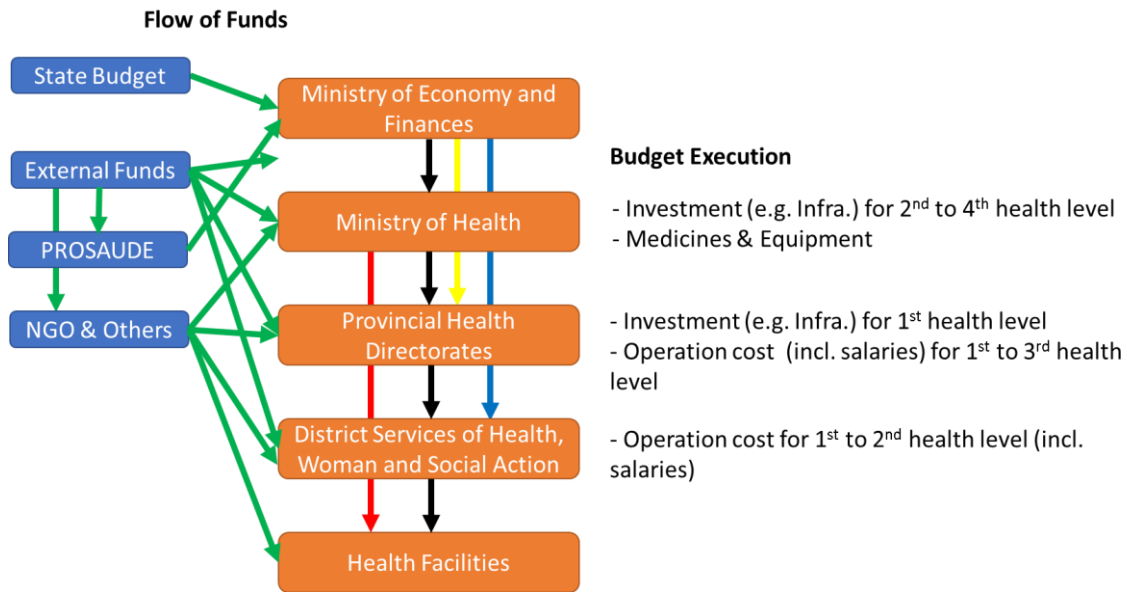 Flow of Funds
State Budget
External Funds
PROSAUDE
NGO & Others
Ministry of Economy and
Finances
Ministry of Health
Provincial Health
Directorates
District Services of Health,
Woman and Social Action
Health Facilities
Budget Execution
- Investment (e.g. Infra.) for 2nd to 4th health level
- Medicines & Equipment
- Investment (e.g. Infra.) for 1st health level
- Operation cost (incl. salaries) for 1st to 3rd health
level
- Operation cost for 1st to 2nd health level (incl.
salaries)